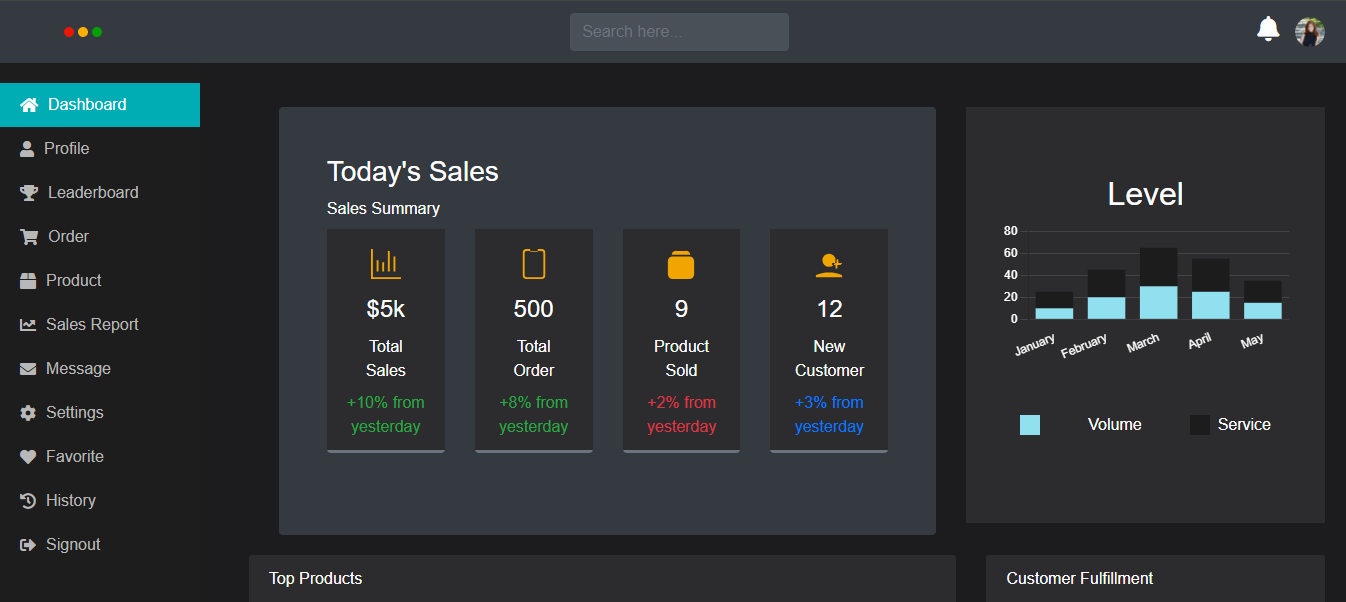 Search here...
Dashboard
Profile
Leaderboard
Order
Product
Sales Report
Message
Settings
Favorite
History
Signout
Today's Sales
Sales Summary
$5k
Total
Sales
+10% from
yesterday
500
Total
Order
+8% from
yesterday
9
Product
Sold
+2% from
yesterday
12
New
Customer
+3% from
yesterday
Level
80
60
40
20
0
January
February
March
April
May
Volume
Service
Top Products
Customer Fulfillment